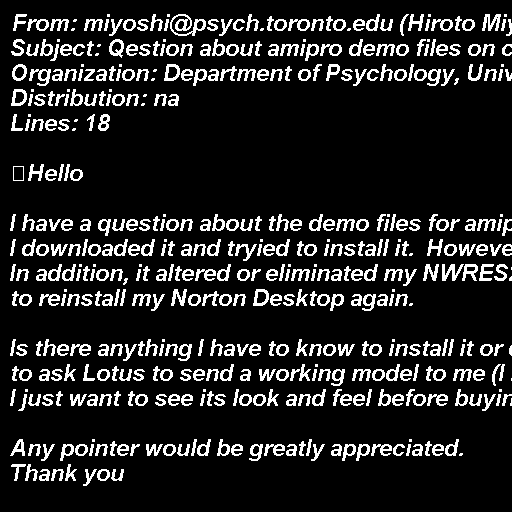 From: miyoshi@psych.toronto.edu (Hiroto Miy
Subject: Qestion about amipro demo files on c
Organization: Department of Psychology, Univ
Distribution: na
Lines: 18

Hello

I have a question about the demo files for amip
I downloaded it and tryied to install it.  Howeve
In addition, it altered or eliminated my NWRES2
to reinstall my Norton Desktop again.

Is there anything I have to know to install it or
to ask Lotus to send a working model to me (I
I just want to see its look and feel before buyin

Any pointer would be greatly appreciated.
Thank you